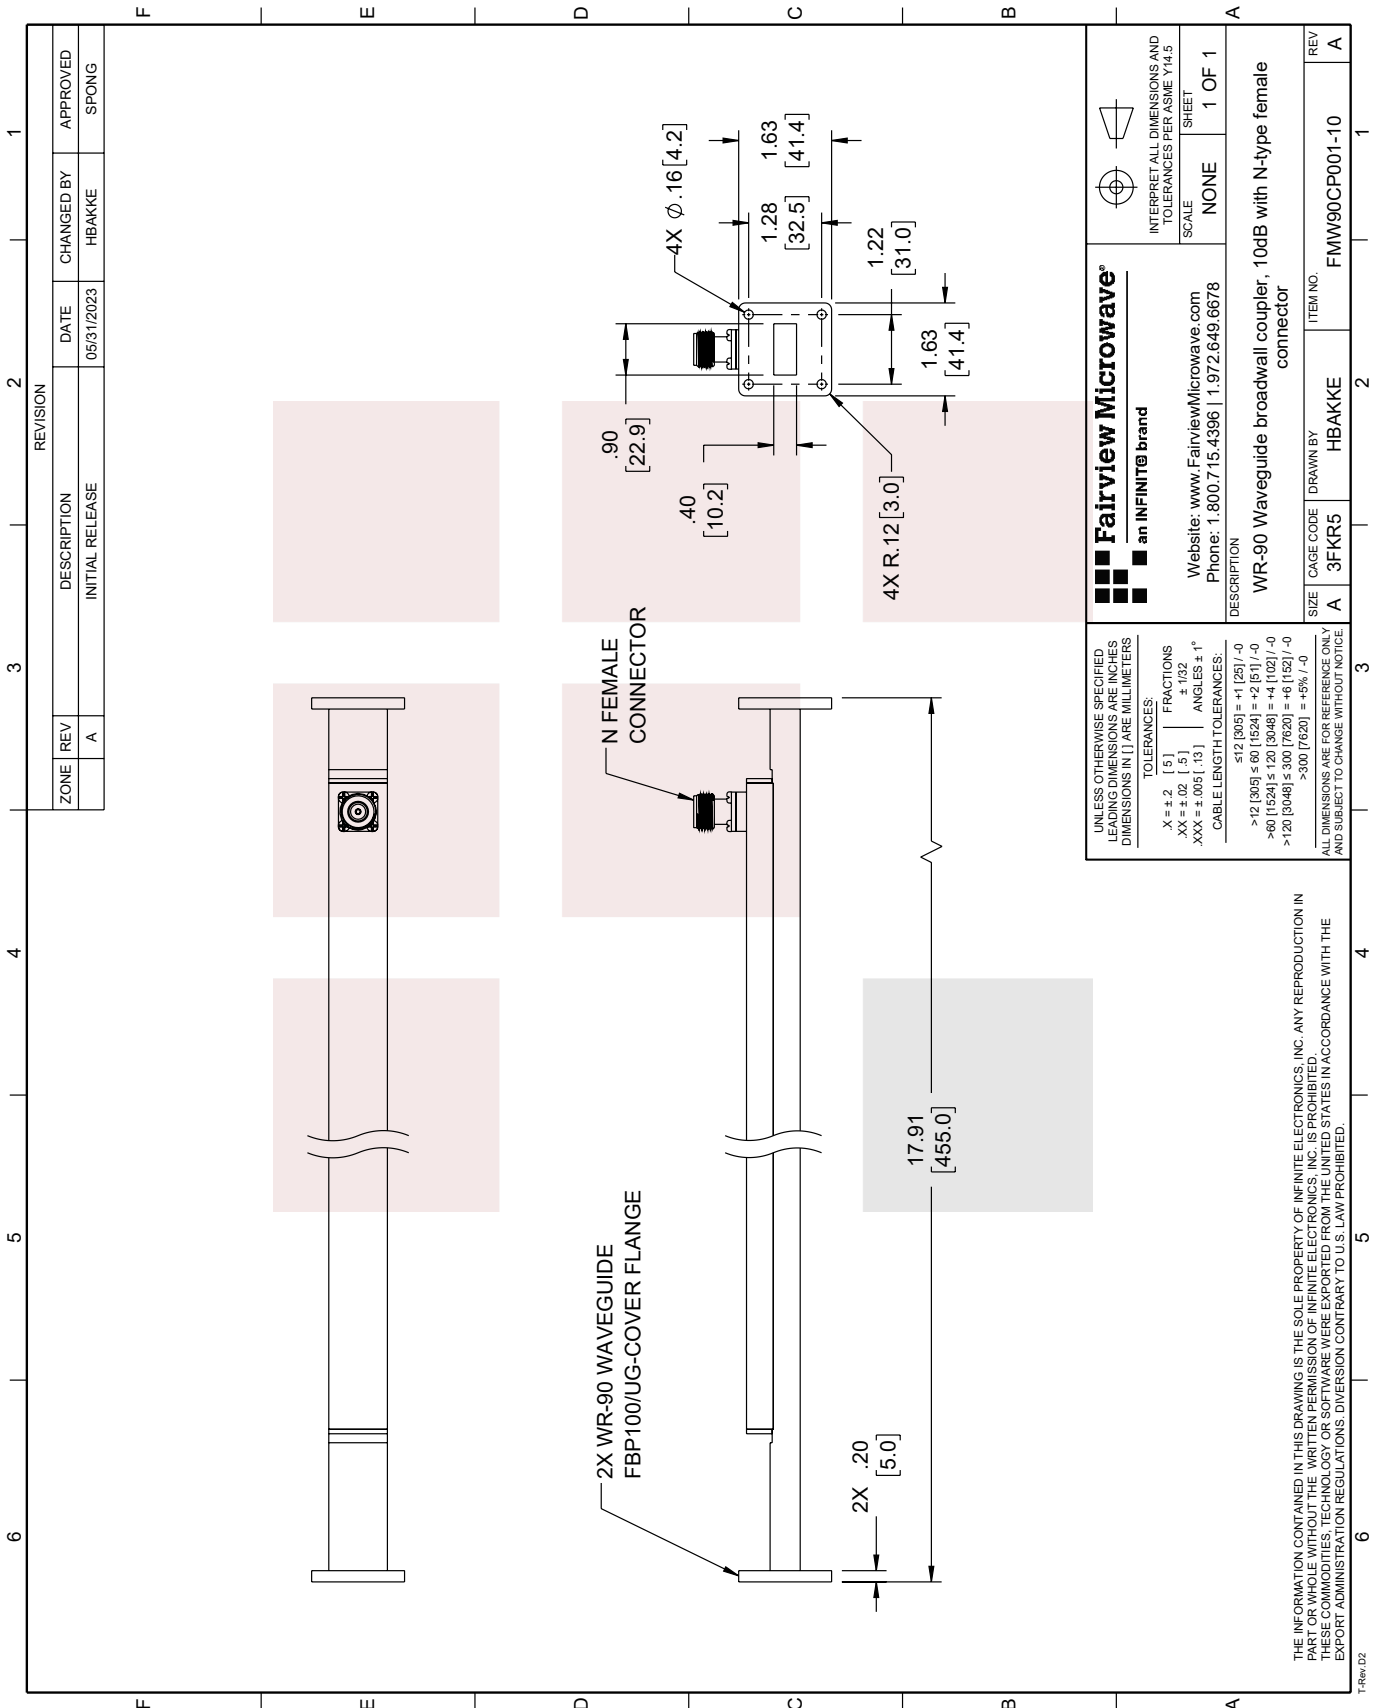 6 5 4 3 2 1
REVISION
ZONE REV DESCRIPTION DATE CHANGED BY APPROVED
A INITIAL RELEASE 05/31/2023 HBAKKE SPONG
F F
E E
D D
C C
B B
A A
2X WR-90 WAVEGUIDE
FBP100/UG-COVER FLANGE
N FEMALE
CONNECTOR
2X .20
[5.0]
17.91
[455.0]
.90
[22.9]
.40
[10.2]
4X R.12 [3.0]
4X Ø .16 [4.2]
1.28
[32.5]
1.63
[41.4]
1.22
[31.0]
1.63
[41.4]
UNLESS OTHERWISE SPECIFIED
LEADING DIMENSIONS ARE INCHES
DIMENSIONS IN [ ] ARE MILLIMETERS
TOLERANCES:
.X = ± .2 [ 5 ] FRACTIONS
.XX = ± .02 [ .5 ] ± 1/32
.XXX = ± .005 [ .13 ] ANGLES ± 1°
CABLE LENGTH TOLERANCES:
≤12 [305] = +1 [25] / -0
>12 [305] ≤ 60 [1524] = +2 [51] / -0
>60 [1524] ≤ 120 [3048] = +4 [102] / -0
>120 [3048] ≤ 300 [7620] = +6 [152] / -0
>300 [7620] = +5% / -0
ALL DIMENSIONS ARE FOR REFERENCE ONLY
AND SUBJECT TO CHANGE WITHOUT NOTICE.
Fairview Microwave®
an INFINIT® brand
Website: www.FairviewMicrowave.com
Phone: 1.800.715.4396 | 1.972.649.6678
INTERPRET ALL DIMENSIONS AND
TOLERANCES PER ASME Y14.5
SCALE SHEET
NONE 1 OF 1
DESCRIPTION
WR-90 Waveguide broadwall coupler, 10dB with N-type female
connector
SIZE CAGE CODE DRAWN BY ITEM NO. REV
A 3FKR5 HBAKKE FMW90CP001-10 A
THE INFORMATION CONTAINED IN THIS DRAWING IS THE SOLE PROPERTY OF INFINITE ELECTRONICS, INC. ANY REPRODUCTION IN
PART OR WHOLE WITHOUT THE WRITTEN PERMISSION OF INFINITE ELECTRONICS, INC. IS PROHIBITED.
THESE COMMODITIES, TECHNOLOGY OR SOFTWARE WERE EXPORTED FROM THE UNITED STATES IN ACCORDANCE WITH THE
EXPORT ADMINISTRATION REGULATIONS. DIVERSION CONTRARY TO U.S. LAW PROHIBITED.
6 5 4 3 2 1
T-Rev.D2